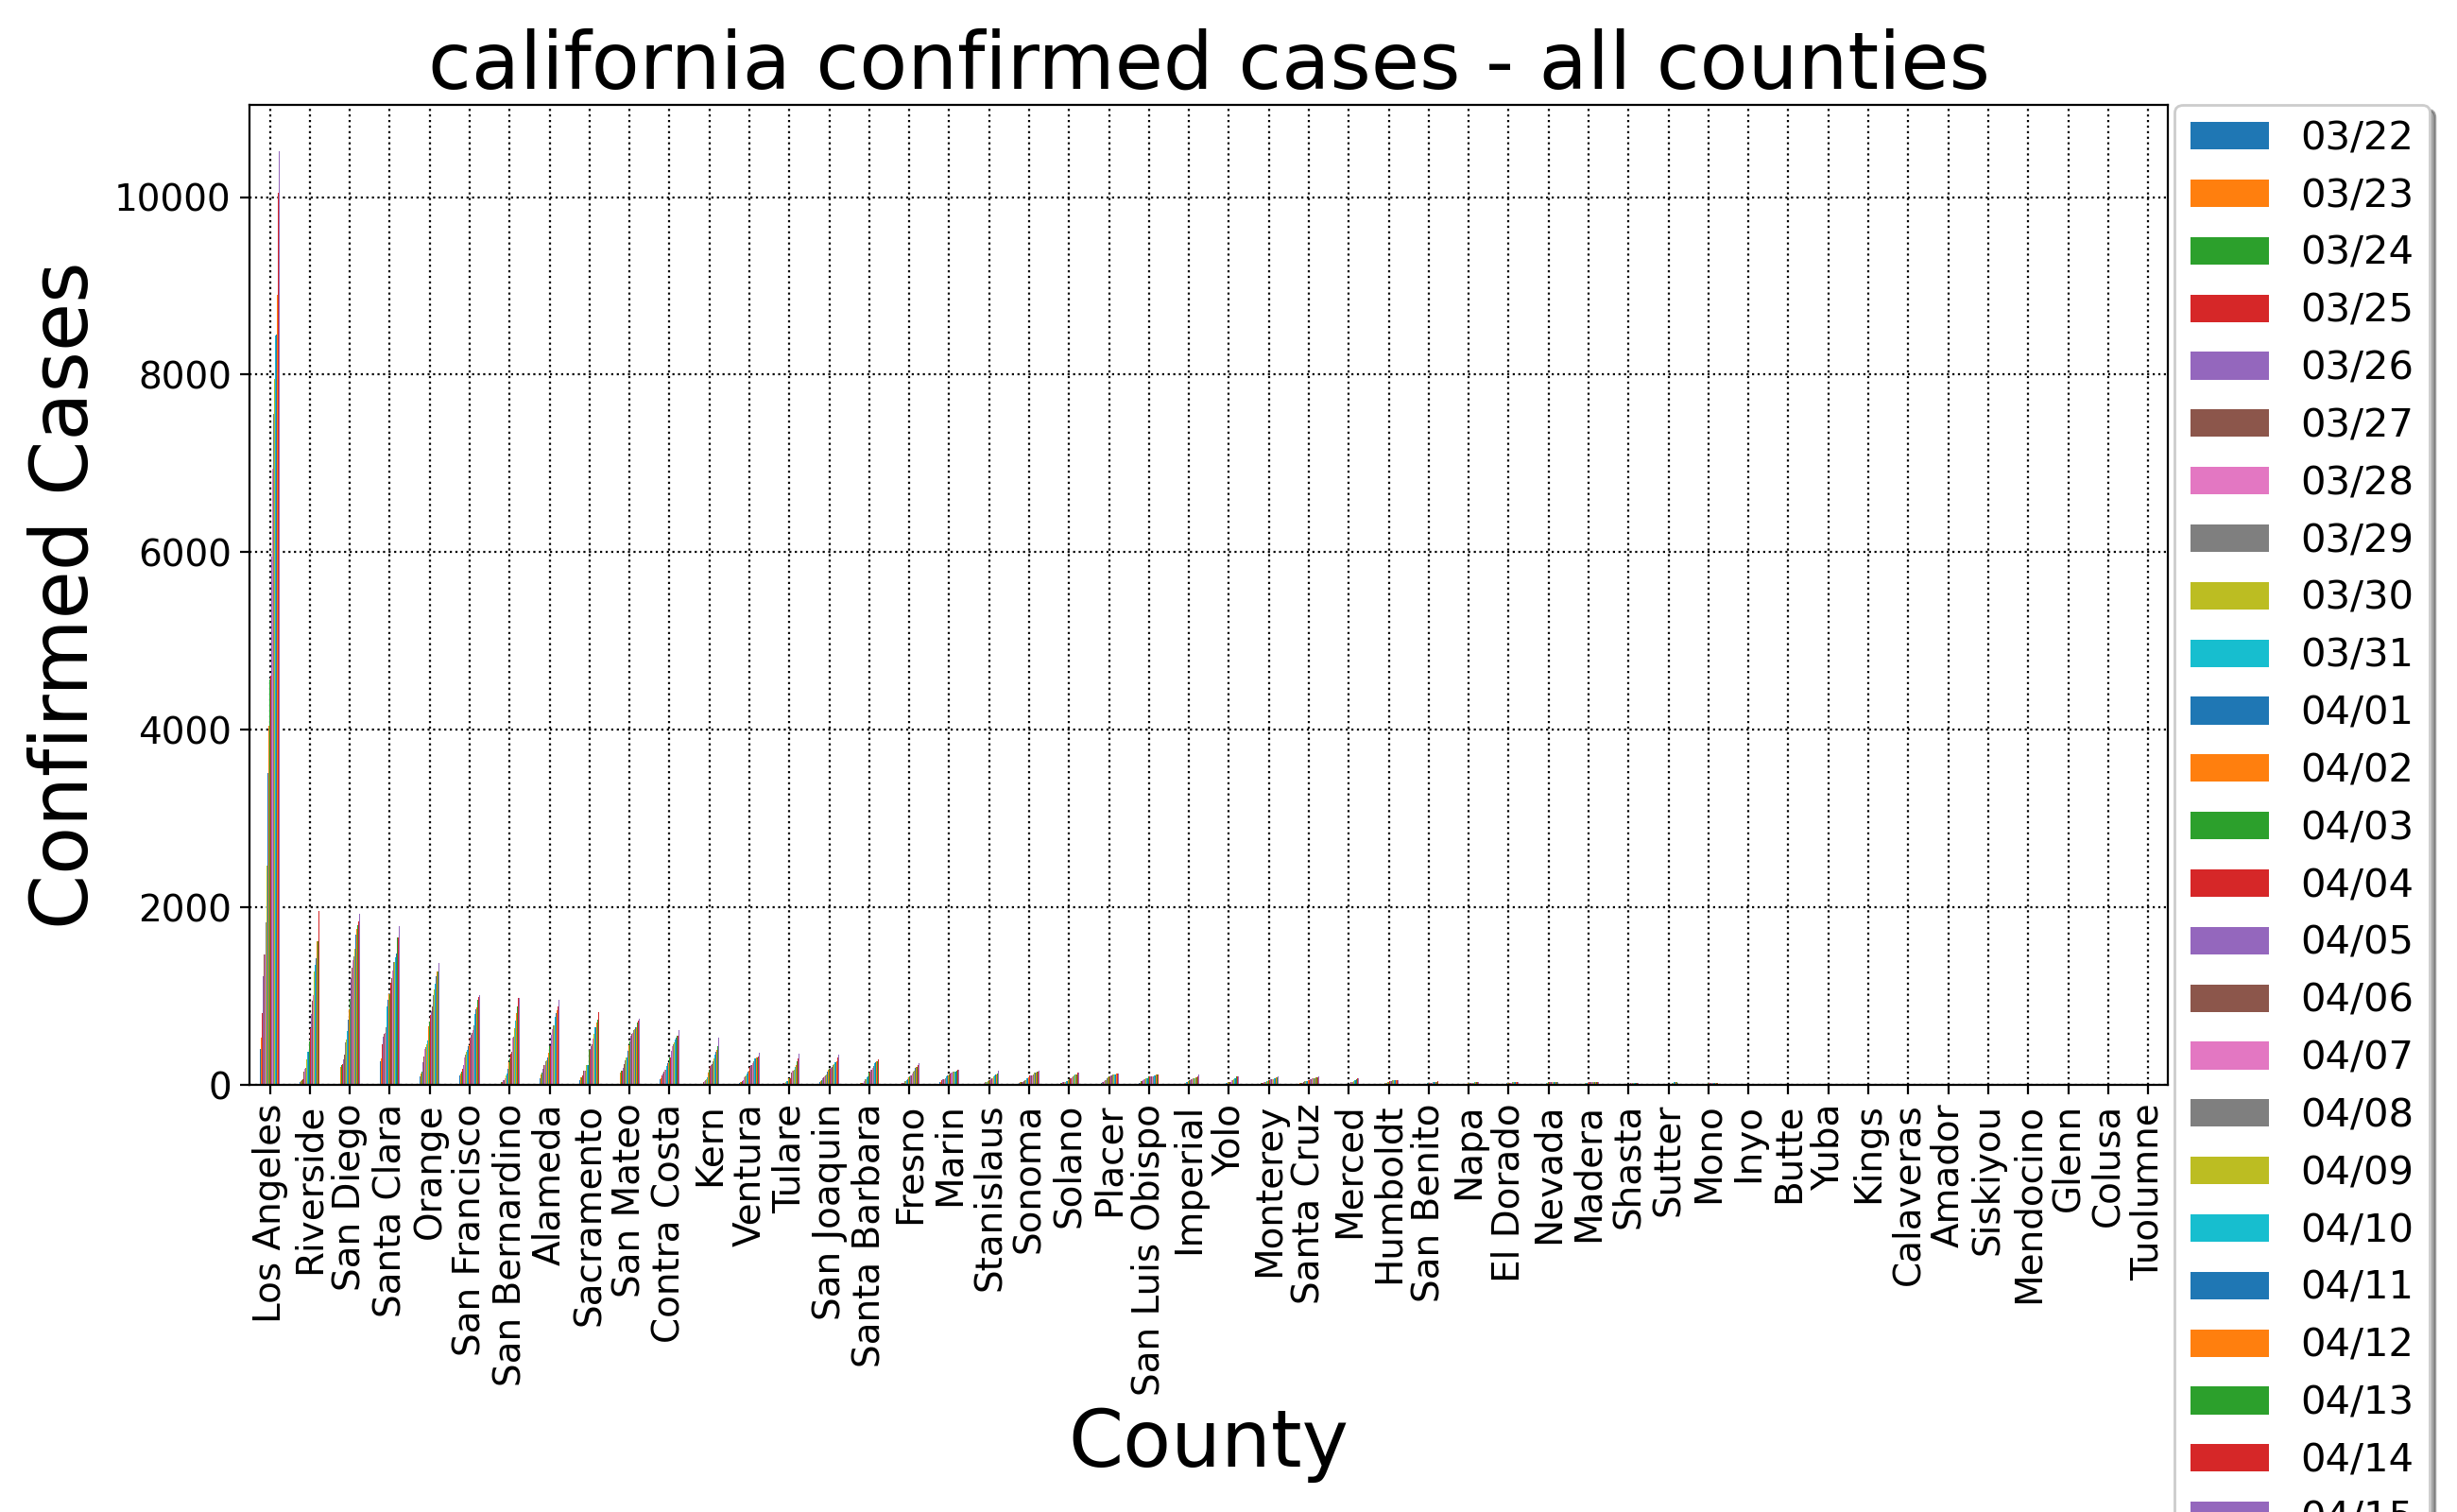 california confirmed cases - all counties
Confirmed Cases
10000
8000
6000
4000
2000
0
Los Angeles
Riverside
San Diego
Santa Clara
Orange
San Francisco
San Bernardino
Alameda
Sacramento
San Mateo
Contra Costa
Kern
Ventura
Tulare
San Joaquin
Santa Barbara
Fresno
Marin
Stanislaus
Sonoma
Solano
Placer
San Luis Obispo
Imperial
Yolo
Monterey
Santa Cruz
Merced
Humboldt
San Benito
Napa
El Dorado
Nevada
Madera
Shasta
Sutter
Mono
Inyo
Butte
Yuba
Kings
Calaveras
Amador
Siskiyou
Mendocino
Glenn
Colusa
Tuolumne
County
03/22
03/23
03/24
03/25
03/26
03/27
03/28
03/29
03/30
03/31
04/01
04/02
04/03
04/04
04/05
04/06
04/07
04/08
04/09
04/10
04/11
04/12
04/13
04/14
04/15